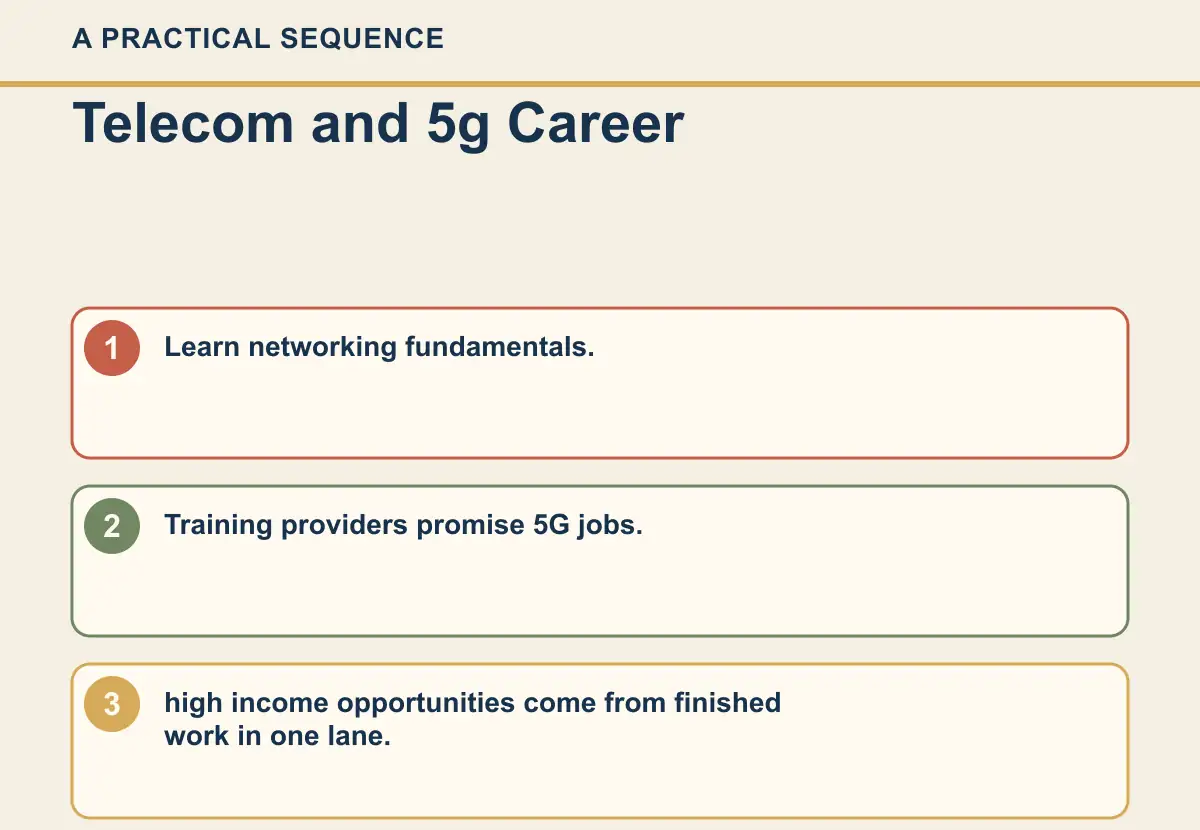 A PRACTICAL SEQUENCE
Telecom and 5g Career
1
Learn networking fundamentals.
2
Training providers promise 5G jobs.
3
high income opportunities come from finished
work in one lane.